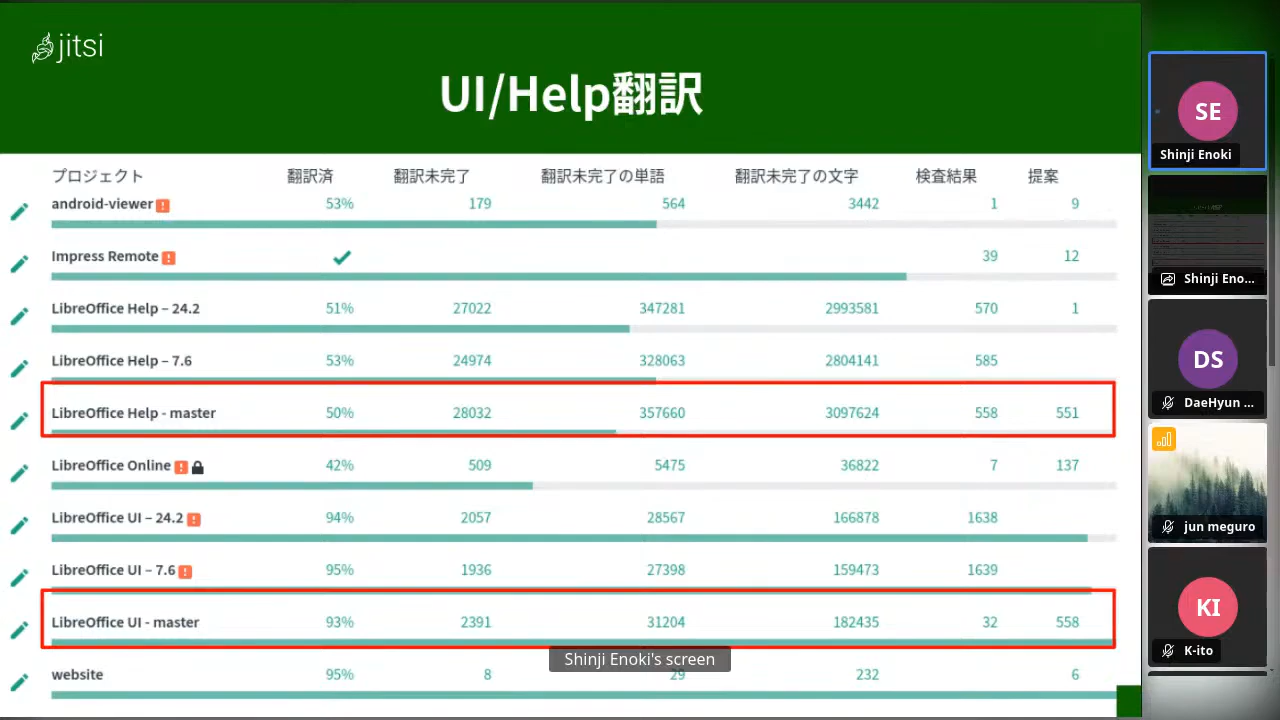 jitsi
UI/Help翻訳
プロジェクト 翻訳済 翻訳未完了 翻訳未完了の単語 翻訳未完了の文字 検査結果 提案
android-viewer 53% 179 564 3442 1 9
Impress Remote 39 12
LibreOffice Help – 24.2 51% 27022 347281 2993581 570 1
LibreOffice Help – 7.6 53% 24974 328063 2804141 585
LibreOffice Help - master 50% 28032 357660 3097624 558 551
LibreOffice Online 42% 509 5475 36822 7 137
LibreOffice UI – 24.2 94% 2057 28567 166878 1638
LibreOffice UI – 7.6 95% 1936 27398 159473 1639
LibreOffice UI - master 93% 2391 31204 182435 32 558
website 95% 8 29 232 6
Shinji Enoki's screen
SE
Shinji Enoki
Shinji Eno...
DS
DaeHyun ...
jun meguro
KI
K-ito